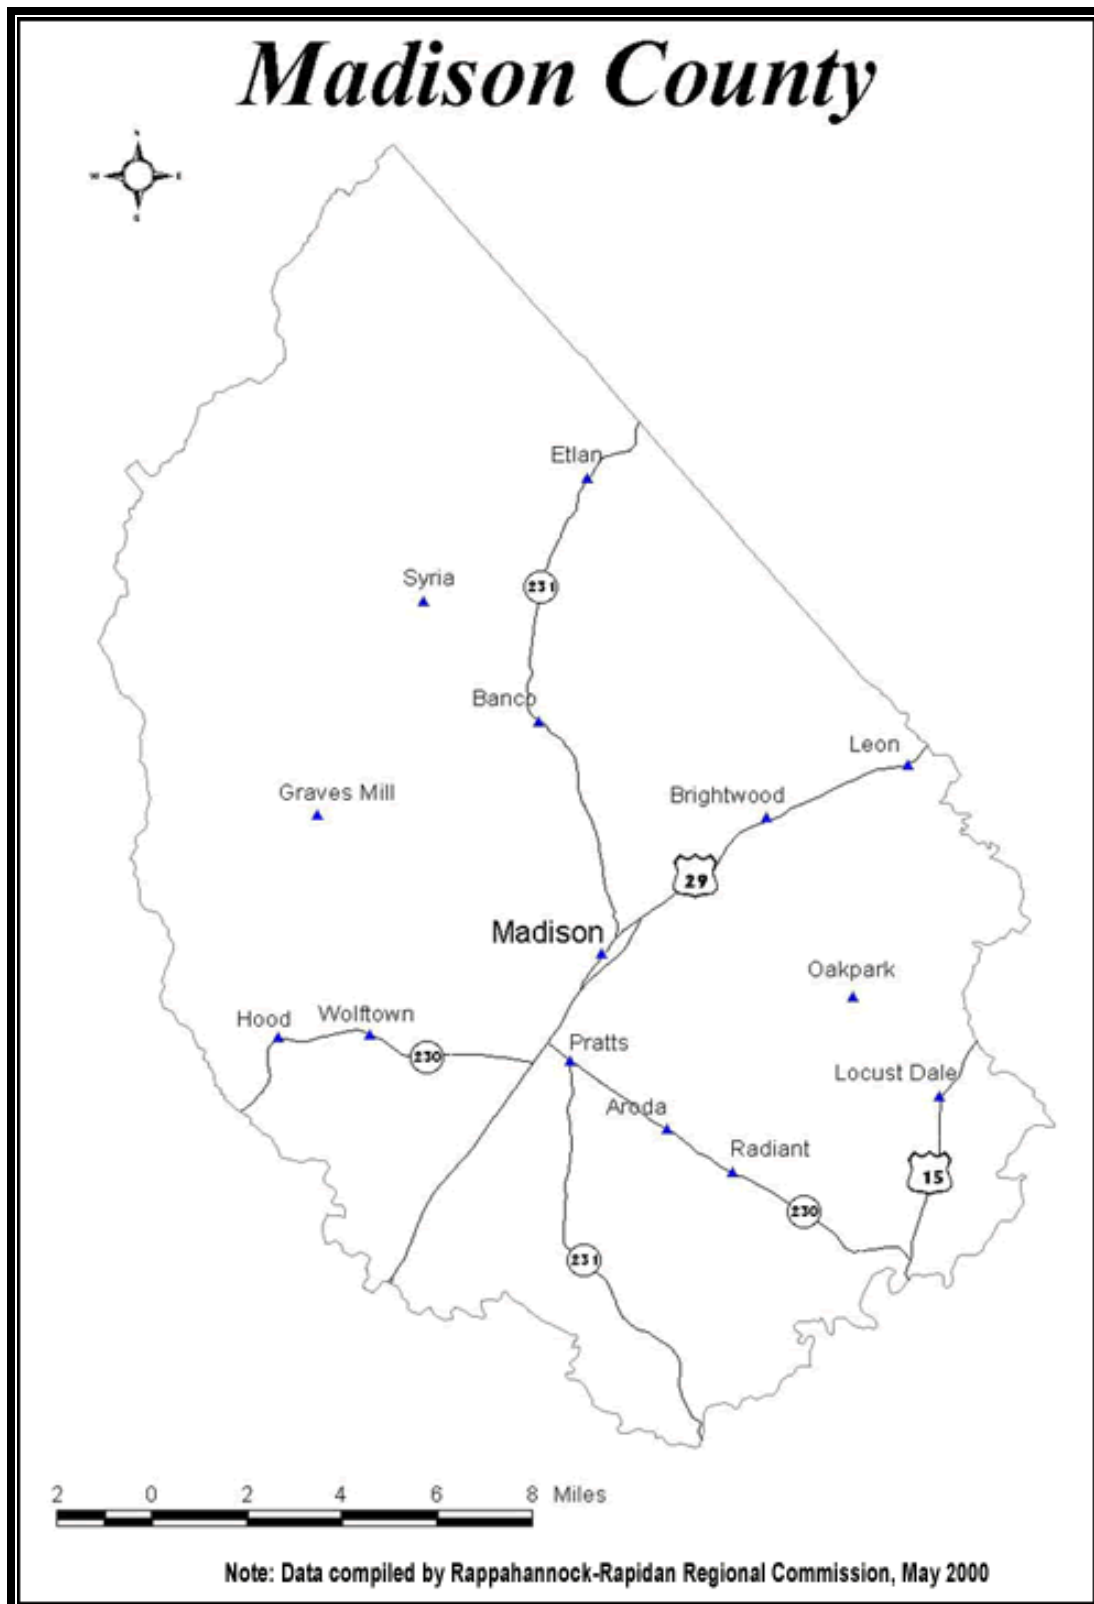 Madison County
N
W E
S
Etlan
Syria
231
Banco
Leon
Graves Mill
Brightwood
29
Madison
Oakpark
Hood
Wolftown
230
Pratts
Locust Dale
Aroda
Radiant
15
230
231
2 0 2 4 6 8 Miles
Note: Data compiled by Rappahannock-Rapidan Regional Commission, May 2000